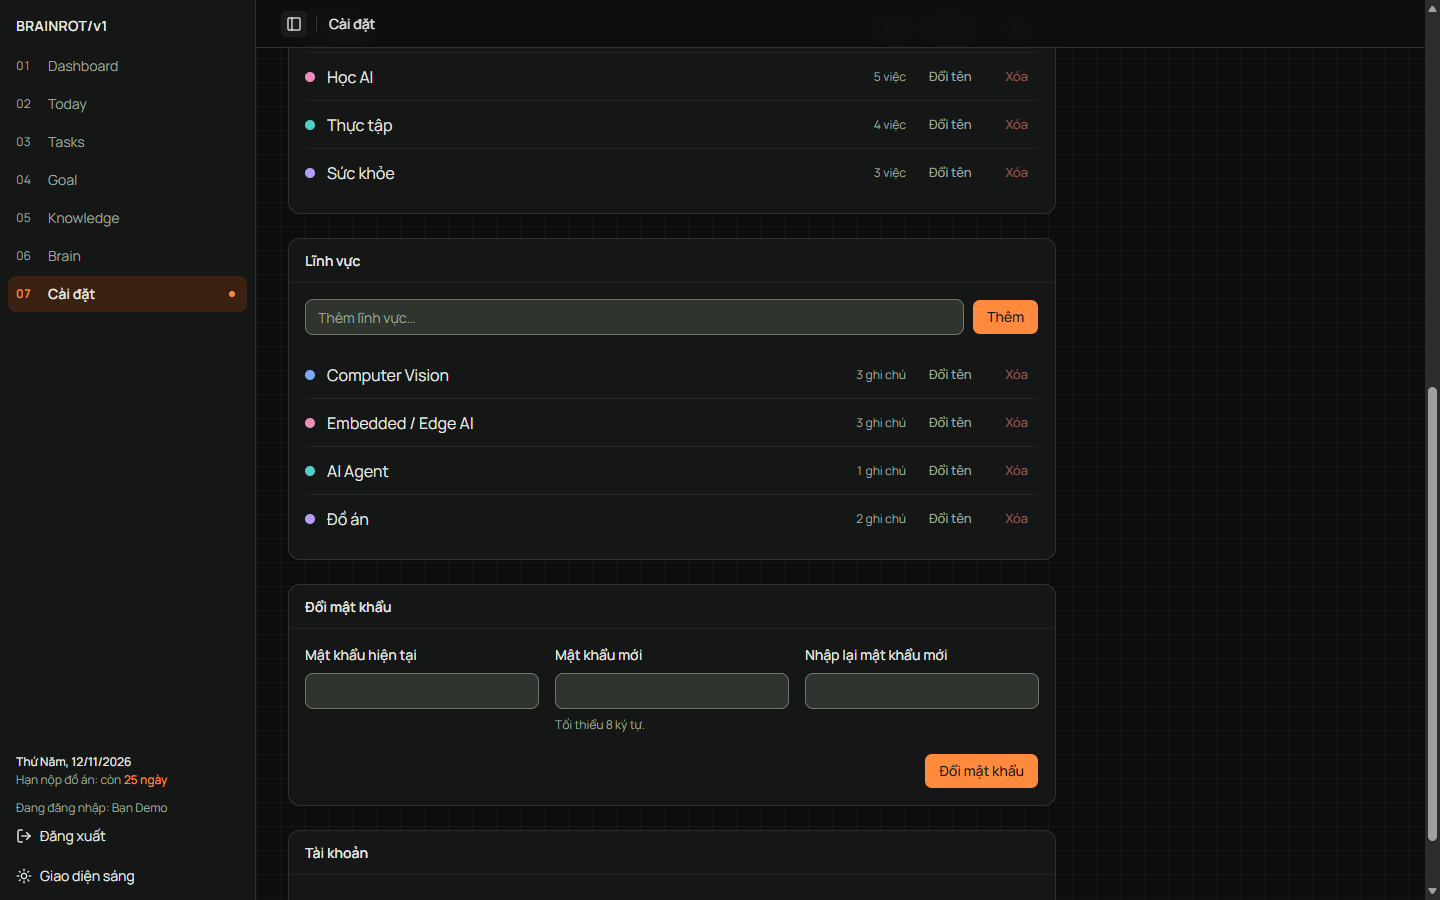 BRAINROT/v1
01 Dashboard
02 Today
03 Tasks
04 Goal
05 Knowledge
06 Brain
07 Cài đặt
Thứ Năm, 12/11/2026
Hạn nộp đồ án: còn 25 ngày
Đang đăng nhập: Bạn Demo
Đăng xuất
Giao diện sáng
Cài đặt
Học AI 5 việc Đổi tên Xóa
Thực tập 4 việc Đổi tên Xóa
Sức khỏe 3 việc Đổi tên Xóa
Lĩnh vực
Thêm lĩnh vực... Thêm
Computer Vision 3 ghi chú Đổi tên Xóa
Embedded / Edge AI 3 ghi chú Đổi tên Xóa
AI Agent 1 ghi chú Đổi tên Xóa
Đồ án 2 ghi chú Đổi tên Xóa
Đổi mật khẩu
Mật khẩu hiện tại Mật khẩu mới Nhập lại mật khẩu mới
Tối thiểu 8 ký tự.
Đổi mật khẩu
Tài khoản